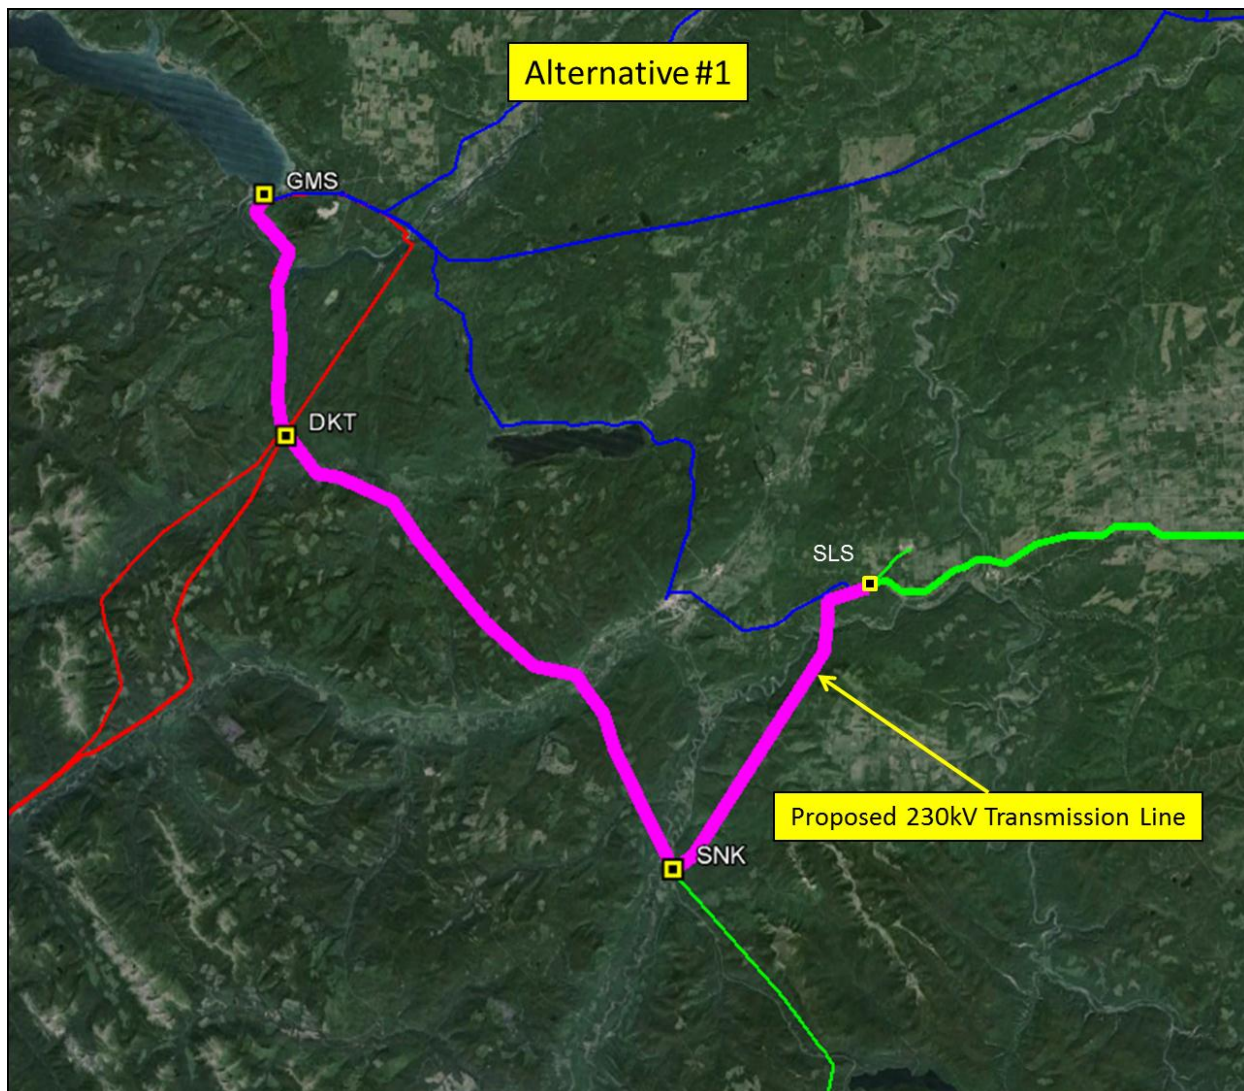 Alternative #1
GMS
DKT
SLS
Proposed 230kV Transmission Line
SNK